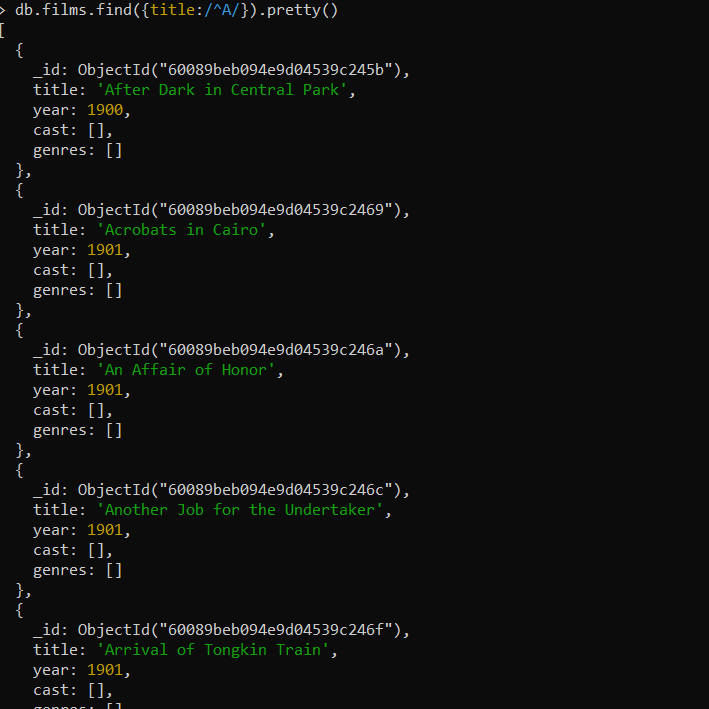 > db.films.find({title:/^A/}).pretty()
[
  {
    _id: ObjectId("60089beb094e9d04539c245b"),
    title: 'After Dark in Central Park',
    year: 1900,
    cast: [],
    genres: []
  },
  {
    _id: ObjectId("60089beb094e9d04539c2469"),
    title: 'Acrobats in Cairo',
    year: 1901,
    cast: [],
    genres: []
  },
  {
    _id: ObjectId("60089beb094e9d04539c246a"),
    title: 'An Affair of Honor',
    year: 1901,
    cast: [],
    genres: []
  },
  {
    _id: ObjectId("60089beb094e9d04539c246c"),
    title: 'Another Job for the Undertaker',
    year: 1901,
    cast: [],
    genres: []
  },
  {
    _id: ObjectId("60089beb094e9d04539c246f"),
    title: 'Arrival of Tongkin Train',
    year: 1901,
    cast: [],